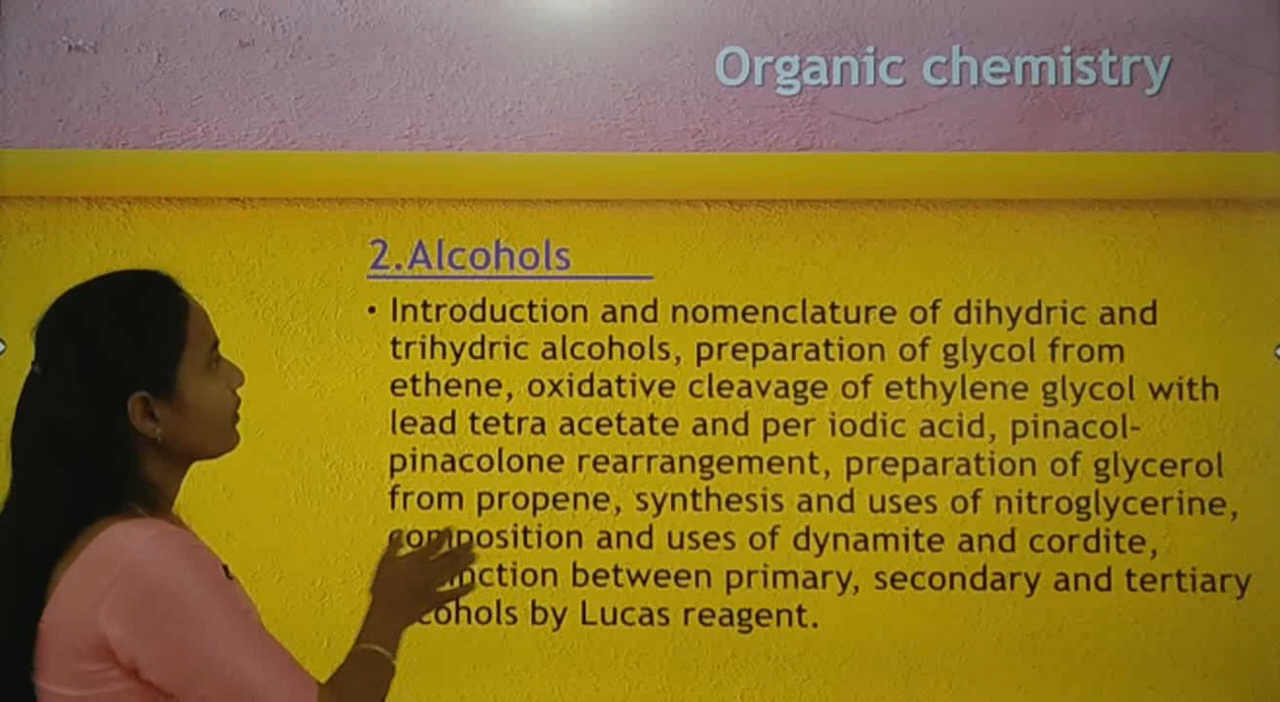 Organic chemistry
2.Alcohols
• Introduction and nomenclature of dihydric and
trihydric alcohols, preparation of glycol from
ethene, oxidative cleavage of ethylene glycol with
lead tetra acetate and per iodic acid, pinacol-
pinacolone rearrangement, preparation of glycerol
from propene, synthesis and uses of nitroglycerine,
composition and uses of dynamite and cordite,
between primary, secondary and tertiary
by Lucas reagent.